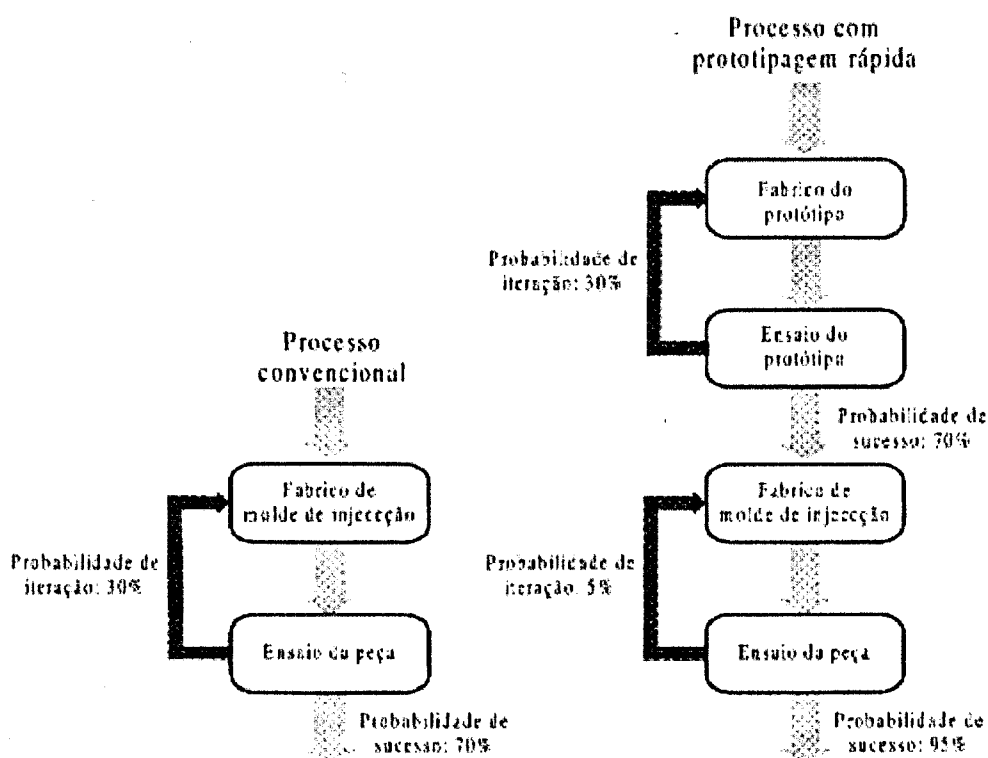 Processo com
prototipagem rápida
Fabrico do
protótipa
Probabilidade de
iteração: 30%
Ensaio do
protótipa
Probabilidade de
sucesso: 70%
Fabrico de
molde de injecção
Probabilidade de
iteração: 5%
Ensaio da peça
Probabilidade de
sucesso: 95%
Processo
convencional
Fabrico de
molde de injecção
Probabilidade de
iteração: 30%
Ensaio da peça
Probabilidade de
sucesso: 70%